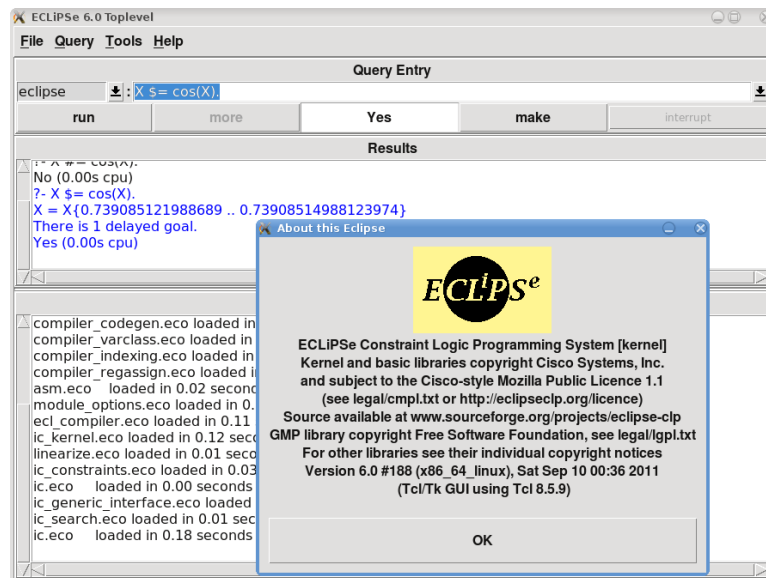 ECLiPSe 6.0 Toplevel
File Query Tools Help
Query Entry
eclipse : X $= cos(X).
run more Yes make interrupt
Results
?- X #= cos(X).
No (0.00s cpu)
?- X $= cos(X).
X = X{0.739085121988689 .. 0.73908514988123974}
There is 1 delayed goal.
Yes (0.00s cpu)
compiler_codegen.eco loaded in
compiler_varclass.eco loaded in
compiler_indexing.eco loaded in
compiler_regassign.eco loaded i
asm.eco loaded in 0.02 second
module_options.eco loaded in 0.
ecl_compiler.eco loaded in 0.11
ic_kernel.eco loaded in 0.12 sec
linearize.eco loaded in 0.01 seco
ic_constraints.eco loaded in 0.03
ic.eco loaded in 0.00 seconds
ic_generic_interface.eco loaded
ic_search.eco loaded in 0.01 sec
ic.eco loaded in 0.18 seconds
About this Eclipse
ECLiPSe
ECLiPSe Constraint Logic Programming System [kernel]
Kernel and basic libraries copyright Cisco Systems, Inc.
and subject to the Cisco-style Mozilla Public Licence 1.1
(see legal/cmpl.txt or http://eclipseclp.org/licence)
Source available at www.sourceforge.org/projects/eclipse-clp
GMP library copyright Free Software Foundation, see legal/lgpl.txt
For other libraries see their individual copyright notices
Version 6.0 #188 (x86_64_linux), Sat Sep 10 00:36 2011
(Tcl/Tk GUI using Tcl 8.5.9)
OK